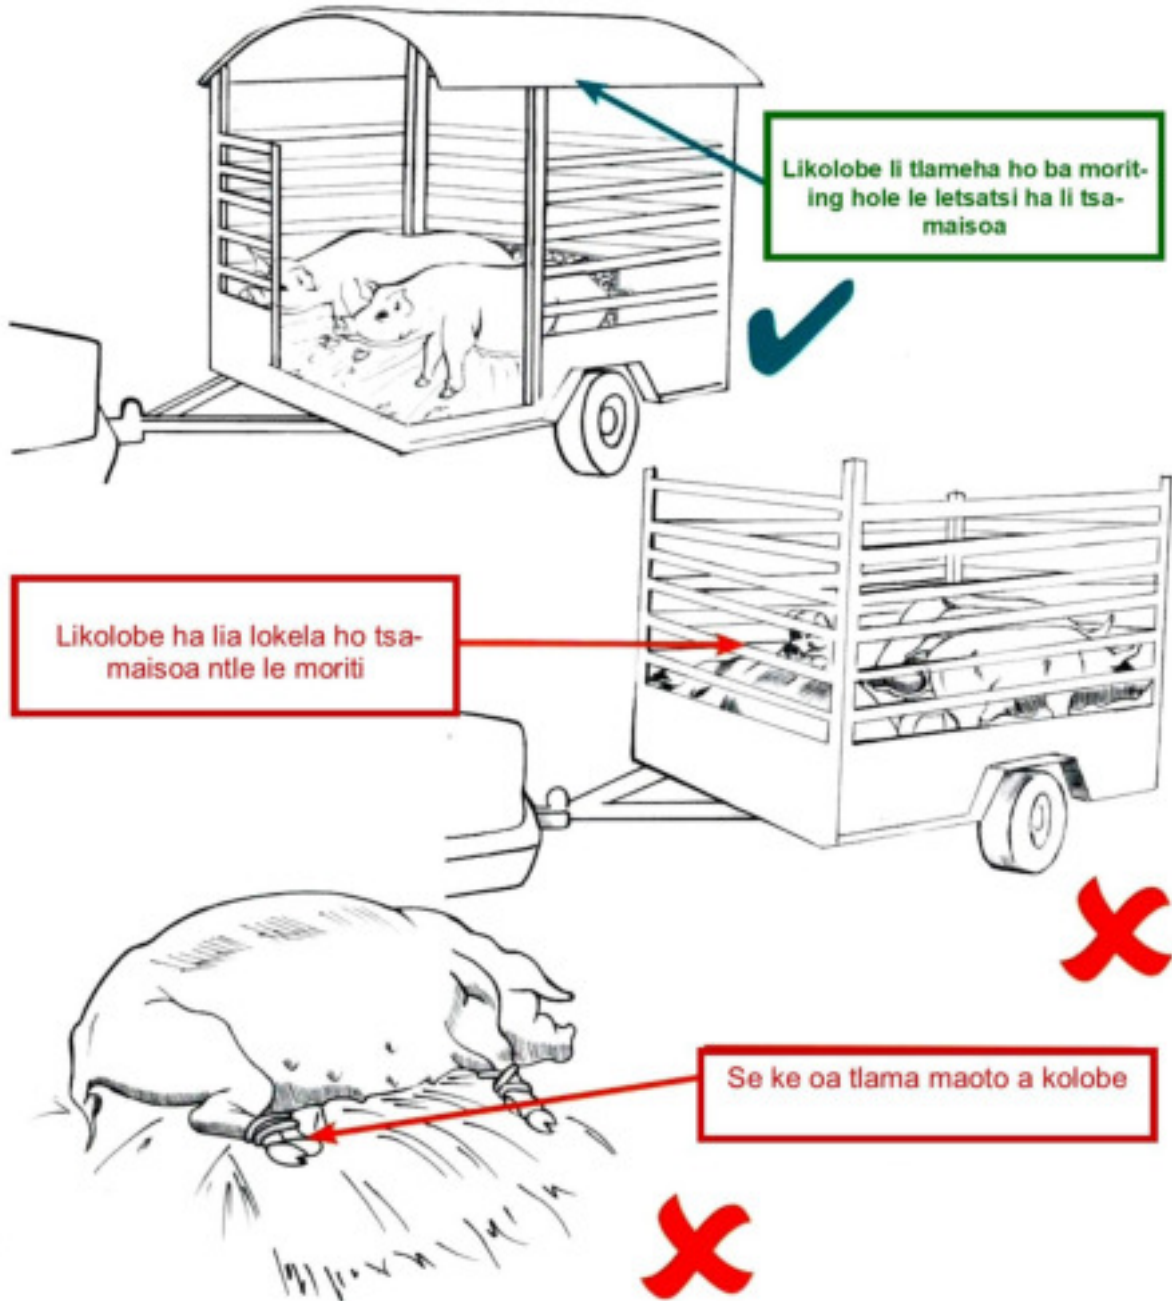 Likolobe li tlameha ho ba morit-
ing hole le letsatsi ha li tsa-
maisoa
Likolobe ha lia lokela ho tsa-
maisoa ntle le moriti
Se ke oa tlama maoto a kolobe